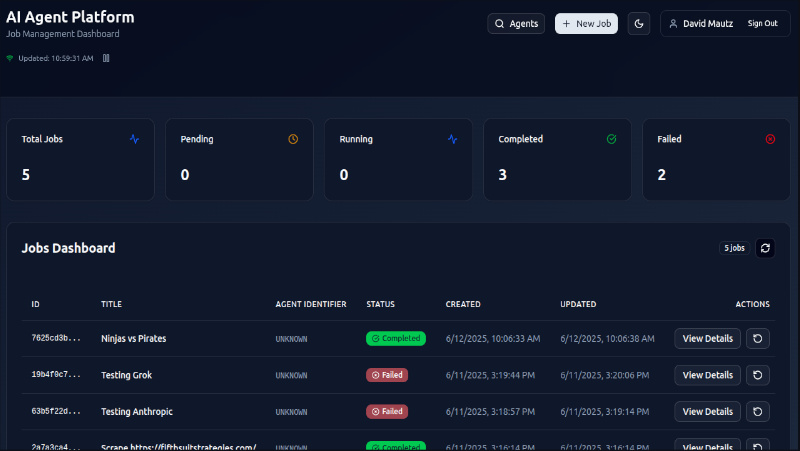 AI Agent Platform
Job Management Dashboard
Agents
New Job
David Mautz
Sign Out
Updated: 10:59:31 AM
Total Jobs
Pending
Running
Completed
Failed
5
0
0
3
2
Jobs Dashboard
5 jobs
ID TITLE AGENT IDENTIFIER STATUS CREATED UPDATED ACTIONS
7625cd3b... Ninjas vs Pirates UNKNOWN Completed 6/12/2025, 10:06:33 AM 6/12/2025, 10:06:38 AM View Details
19b4f9c7... Testing Grok UNKNOWN Failed 6/11/2025, 3:19:44 PM 6/11/2025, 3:20:06 PM View Details
63b5f22d... Testing Anthropic UNKNOWN Failed 6/11/2025, 3:18:57 PM 6/11/2025, 3:19:14 PM View Details
2a7a3ca4... Scrape https://fifthsuitstrategies.com/ UNKNOWN Completed 6/11/2025, 3:16:14 PM 6/11/2025, 3:16:14 PM View Details